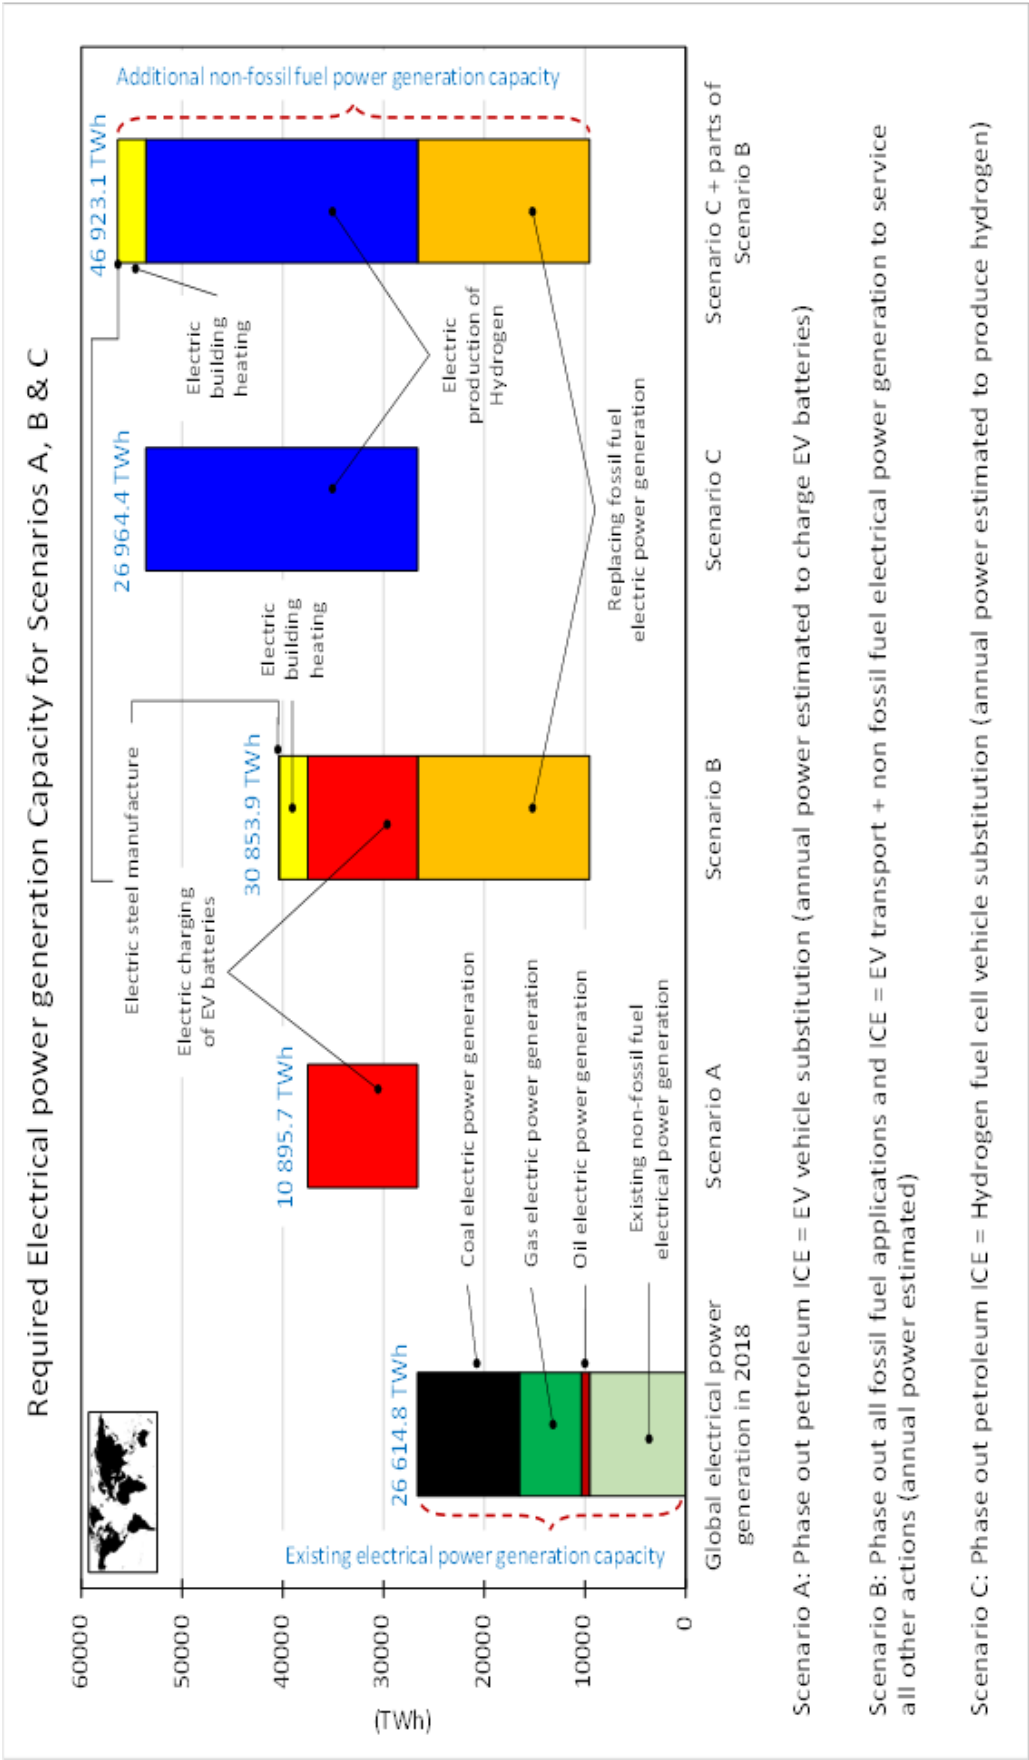 Required Electrical power generation Capacity for Scenarios A, B & C
60000
50000
40000
30000
20000
10000
0
(TWh)
Existing electrical power generation capacity
26 614.8 TWh
Coal electric power generation
Gas electric power generation
Oil electric power generation
Existing non-fossil fuel
electrical power generation
10 895.7 TWh
Electric charging
of EV batteries
Electric steel manufacture
30 853.9 TWh
Electric
building
heating
Replacing fossil fuel
electric power generation
26 964.4 TWh
Electric
production of
Hydrogen
Electric
building
heating
46 923.1 TWh
Additional non-fossil fuel power generation capacity
Global electrical power
generation in 2018
Scenario A
Scenario B
Scenario C
Scenario C + parts of
Scenario B
Scenario A: Phase out petroleum ICE = EV vehicle substitution (annual power estimated to charge EV batteries)
Scenario B: Phase out all fossil fuel applications and ICE = EV transport + non fossil fuel electrical power generation to service
all other actions (annual power estimated)
Scenario C: Phase out petroleum ICE = Hydrogen fuel cell vehicle substitution (annual power estimated to produce hydrogen)